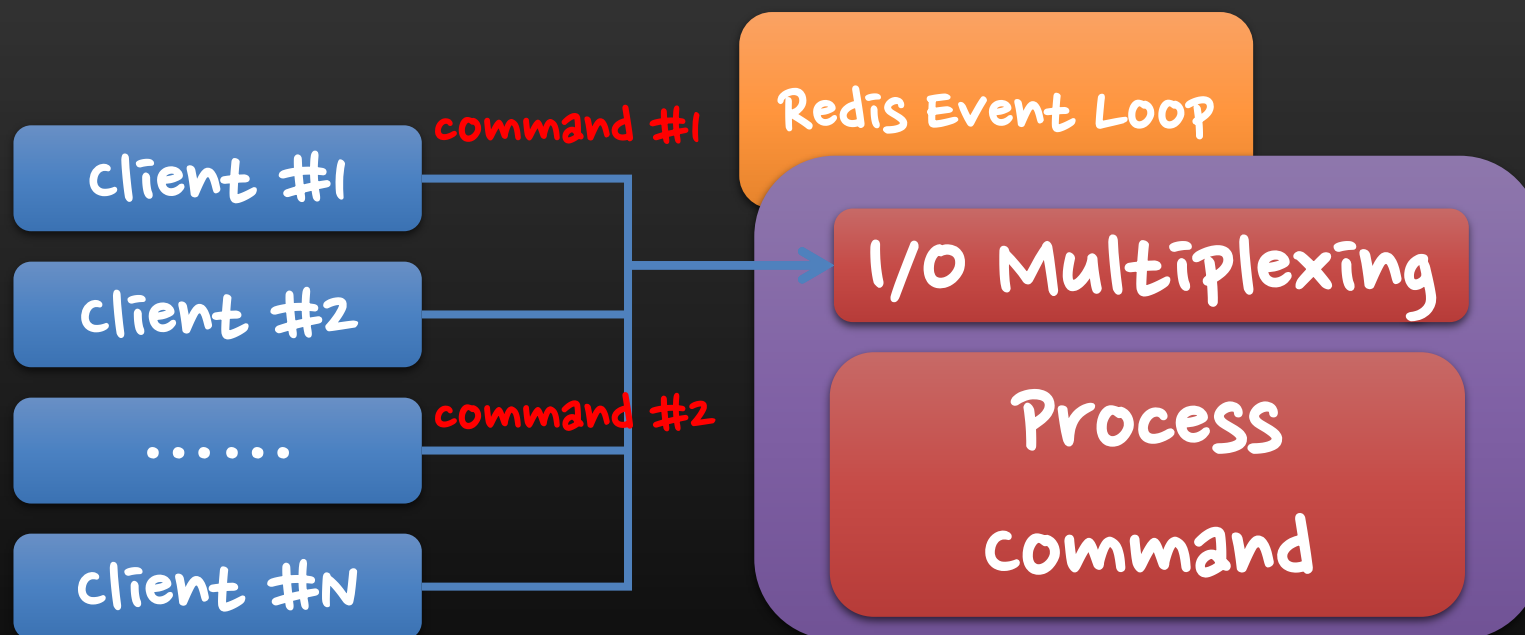 Redis Event Loop
command #1
Client #1
I/O Multiplexing
Client #2
command #2
Process
command
......
Client #N